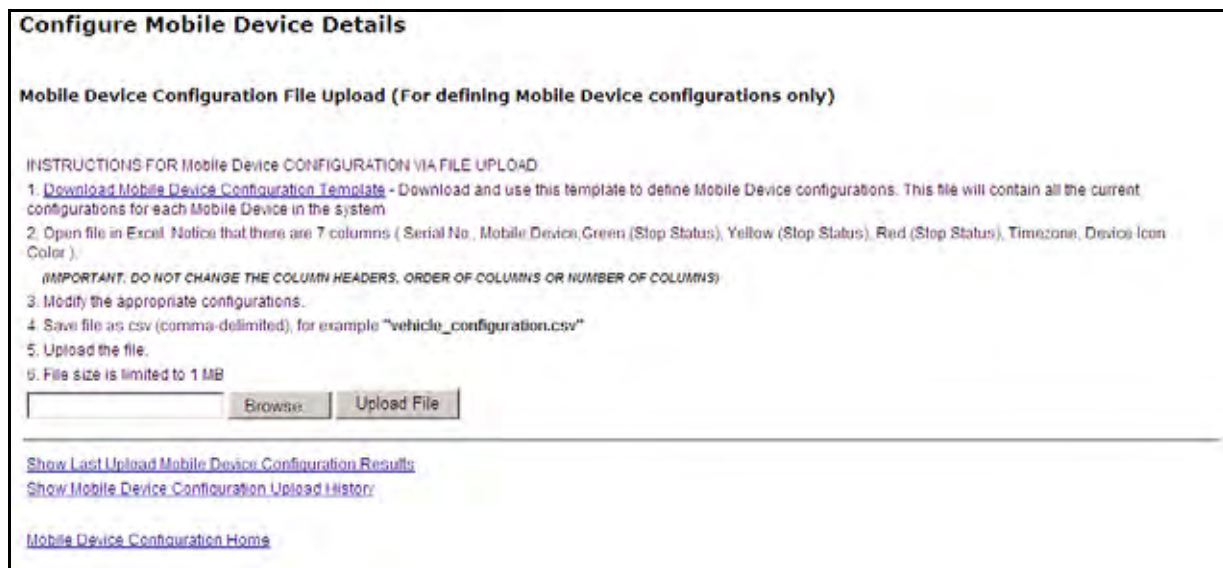 Configure Mobile Device Details
Mobile Device Configuration File Upload (For defining Mobile Device configurations only)
INSTRUCTIONS FOR Mobile Device CONFIGURATION VIA FILE UPLOAD
1. Download Mobile Device Configuration Template - Download and use this template to define Mobile Device configurations. This file will contain all the current
configurations for each Mobile Device in the system
2. Open file in Excel. Notice that there are 7 columns ( Serial No., Mobile Device,Green (Stop Status), Yellow (Stop Status), Red (Stop Status), Timezone, Device Icon
Color ).
(IMPORTANT: DO NOT CHANGE THE COLUMN HEADERS, ORDER OF COLUMNS OR NUMBER OF COLUMNS)
3. Modify the appropriate configurations.
4. Save file as csv (comma-delimited), for example "vehicle_configuration.csv"
5. Upload the file.
6. File size is limited to 1 MB
Browse... Upload File
Show Last Upload Mobile Device Configuration Results
Show Mobile Device Configuration Upload History
Mobile Device Configuration Home